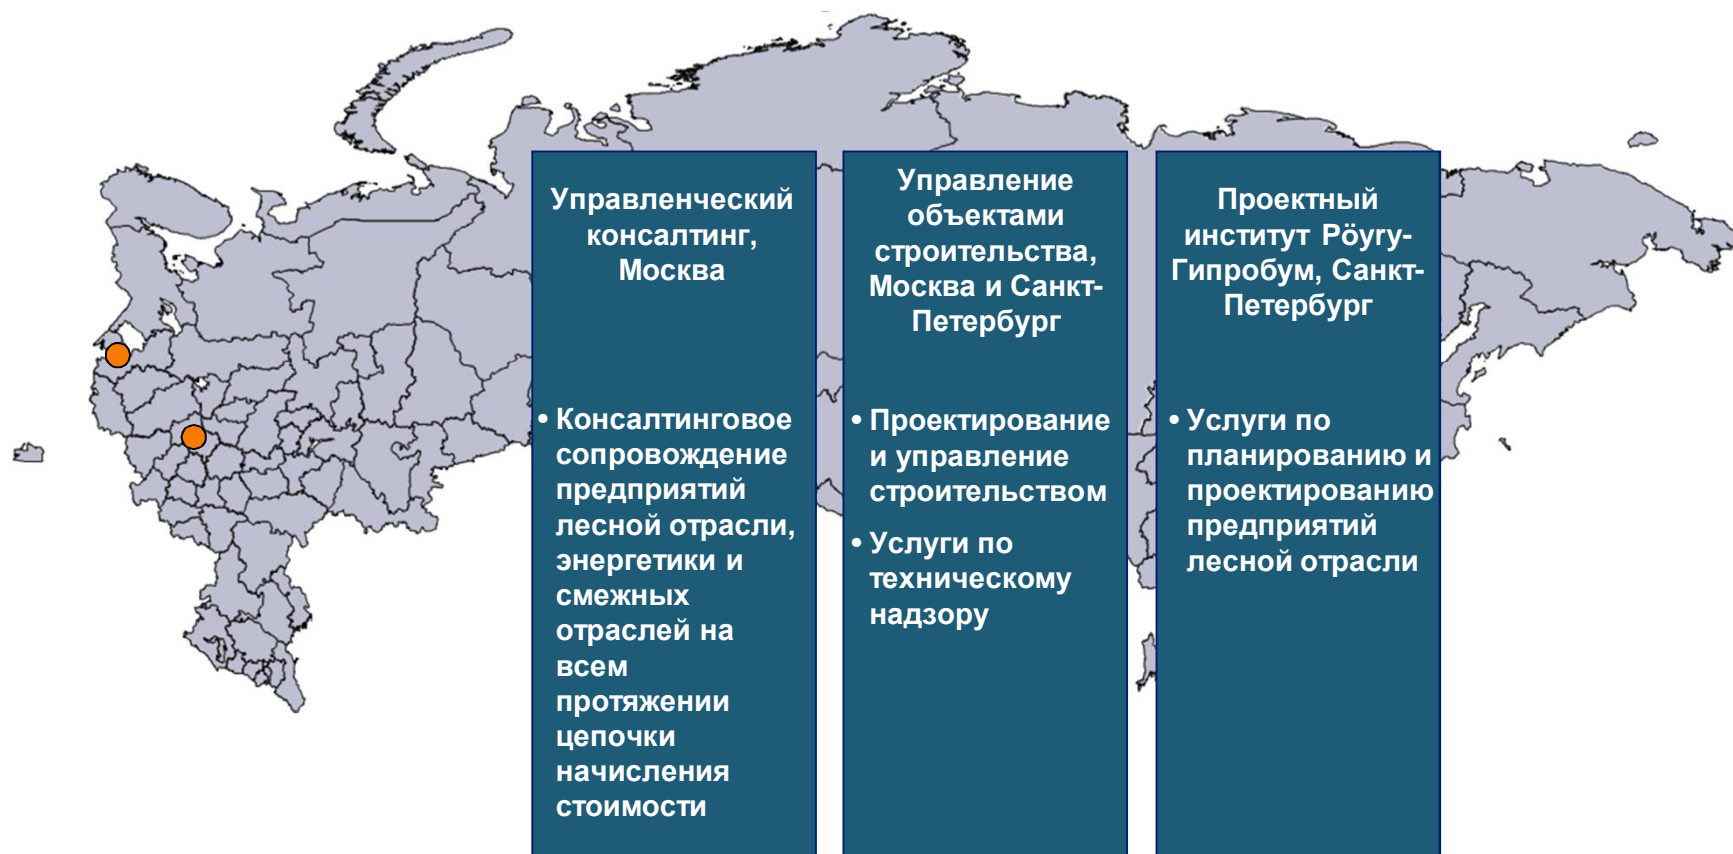 Управленческий
консалтинг,
Москва
• Консалтинговое
сопровождение
предприятий
лесной отрасли,
энергетики и
смежных
отраслей на
всем
протяжении
цепочки
начисления
стоимости
Управление
объектами
строительства,
Москва и Санкт-
Петербург
• Проектирование
и управление
строительством
• Услуги по
техническому
надзору
Проектный
институт Pöyry-
Гипробум, Санкт-
Петербург
• Услуги по
планированию и
проектированию
предприятий
лесной отрасли